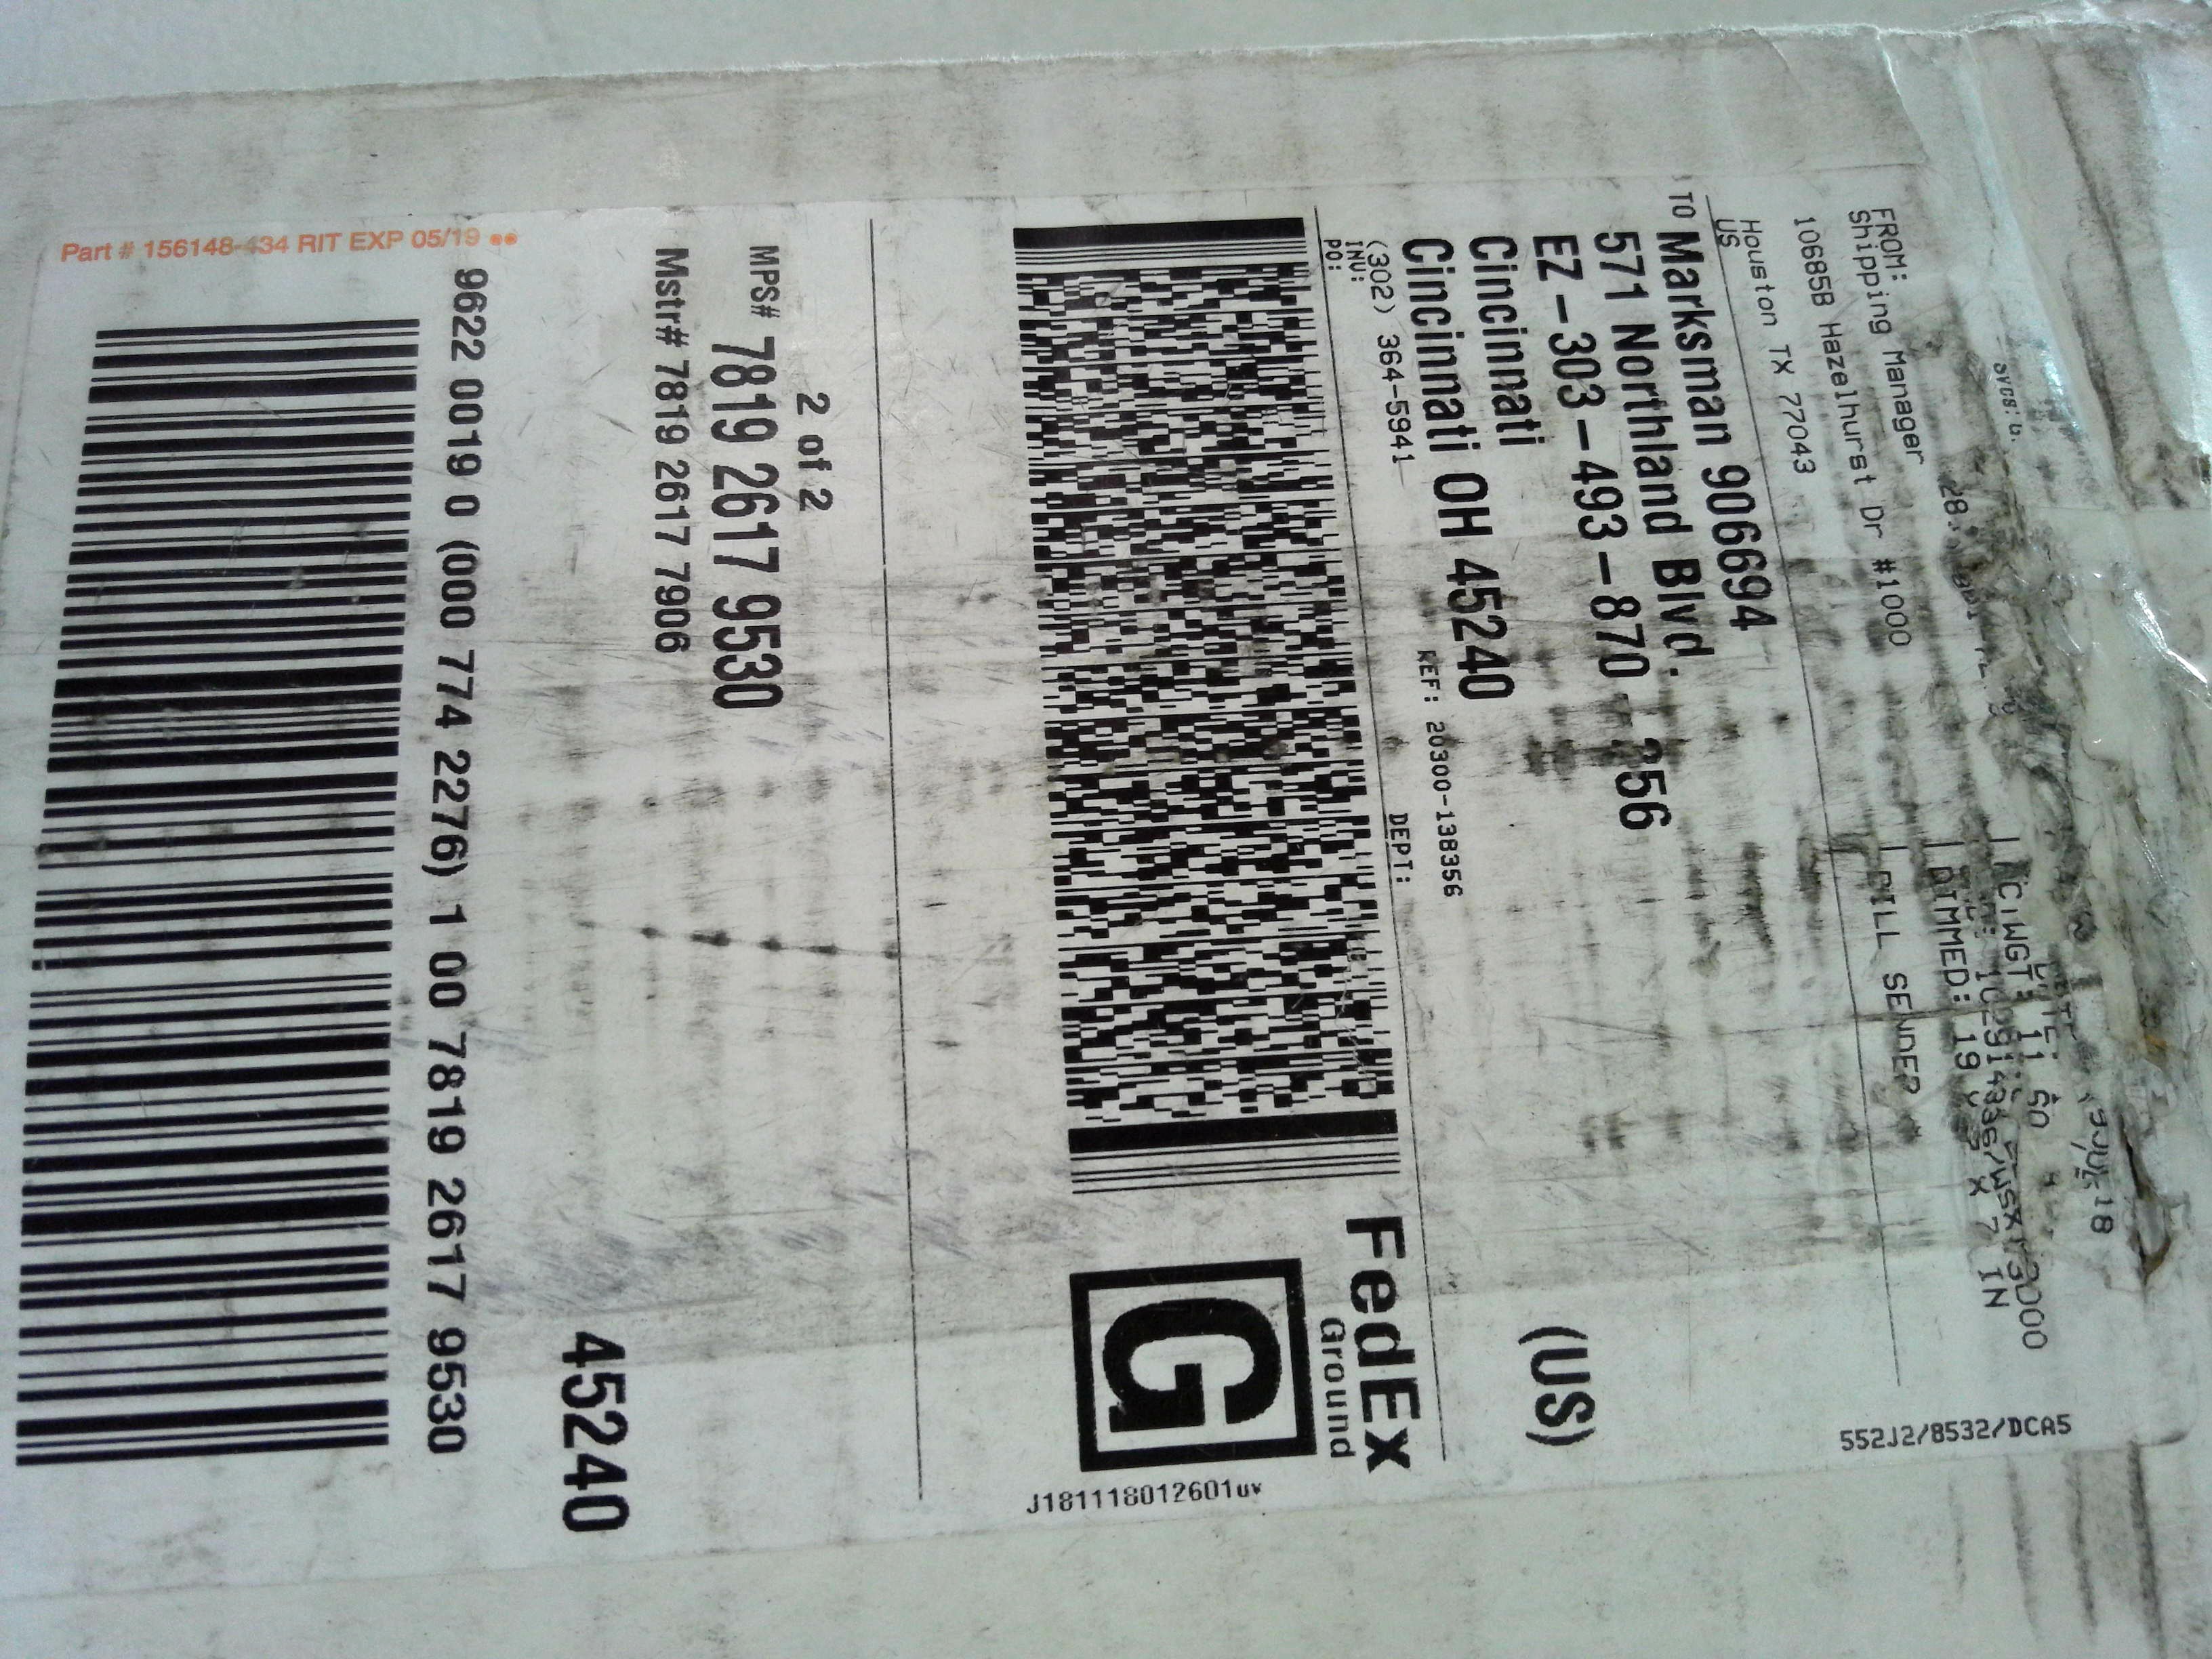 FROM:
Shipping Manager
10685B Hazelhurst Dr #1000
Houston TX 77043
US
DIMMED: 19 X 7 IN
BILL SENDER
TO Marksman 906694
571 Northland Blvd.
EZ-303-493-870 356
Cincinnati
Cincinnati OH 45240
(US)
(302) 364-5941
REF: 20300-138356
INV:
PO:
DEPT:
FedEx
Ground
G
552J2/8532/DCA5
J181118012601uv
2 of 2
MPS# 7819 2617 9530
Mstr# 7819 2617 7906
45240
9622 0019 0 (000 774 2276) 1 00 7819 2617 9530
Part # 156148-434 RIT EXP 05/19